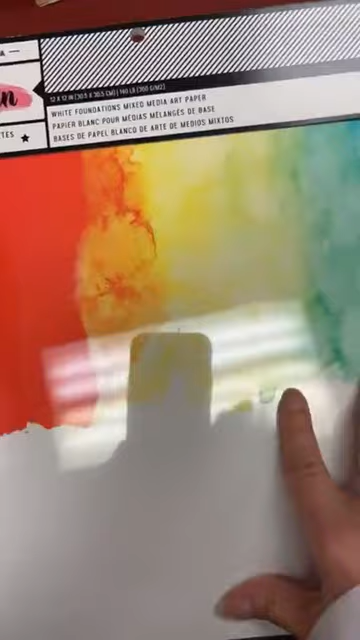 12 X 12 IN (30.5 X 30.5 CM) | 140 LB (300 G/M2)
WHITE FOUNDATIONS MIXED MEDIA ART PAPER
PAPIER BLANC POUR MÉDIAS MÉLANGÉS DE BASE
BASES DE PAPEL BLANCO DE ARTE DE MEDIOS MIXTOS